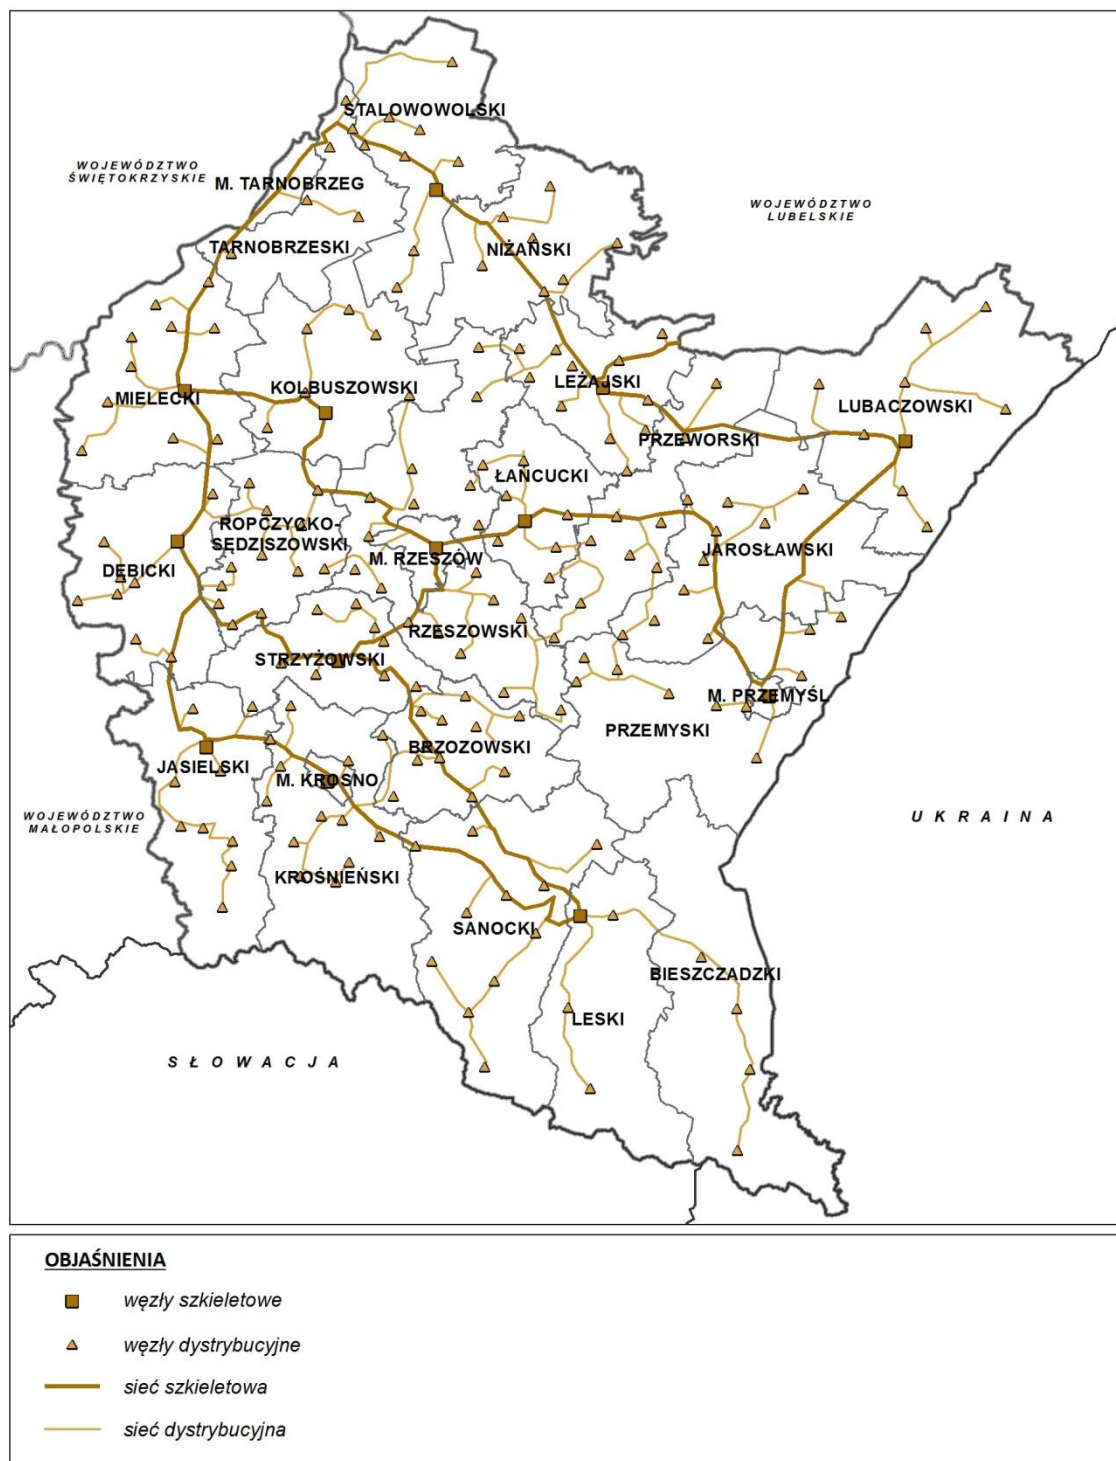 STALOWOWOLSKI
WOJEWÓDZTWO
ŚWIĘTOKRZYSKIE
M. TARNOBRZEG
WOJEWÓDZTWO
LUBELSKIE
TARNOBRZESKI
NIŻAŃSKI
MIELECKI
KOLBUSZOWSKI
LEŻAJSKI
LUBACZOWSKI
PRZEWORSKI
ŁAŃCUCKI
ROPCZYCKO-
SĘDZISZOWSKI
JAROSŁAWSKI
M. RZESZÓW
DĘBICKI
RZESZOWSKI
STRZYŻOWSKI
M. PRZEMYŚL
PRZEMYSKI
BRZOZOWSKI
JASIELSKI
M. KROSNO
WOJEWÓDZTWO
MAŁOPOLSKIE
UKRAINA
KROŚNIEŃSKI
SANOCKI
BIESZCZADZKI
LESKI
SŁOWACJA
OBJAŚNIENIA
węzły szkieletowe
węzły dystrybucyjne
sieć szkieletowa
sieć dystrybucyjna